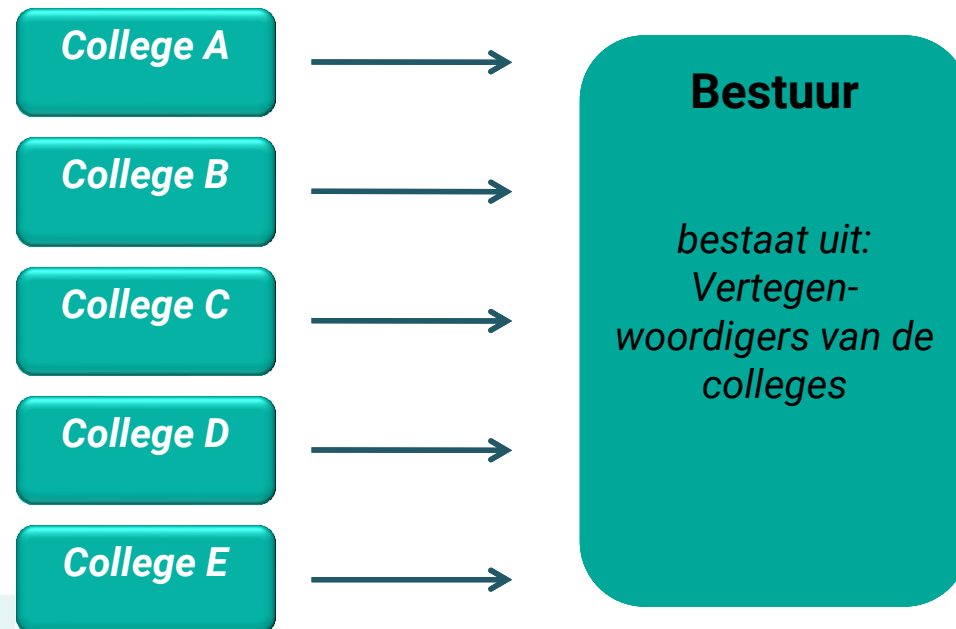 College A
College B
College C
College D
College E
Bestuur
bestaat uit:
Vertegen-
woordigers van de
colleges